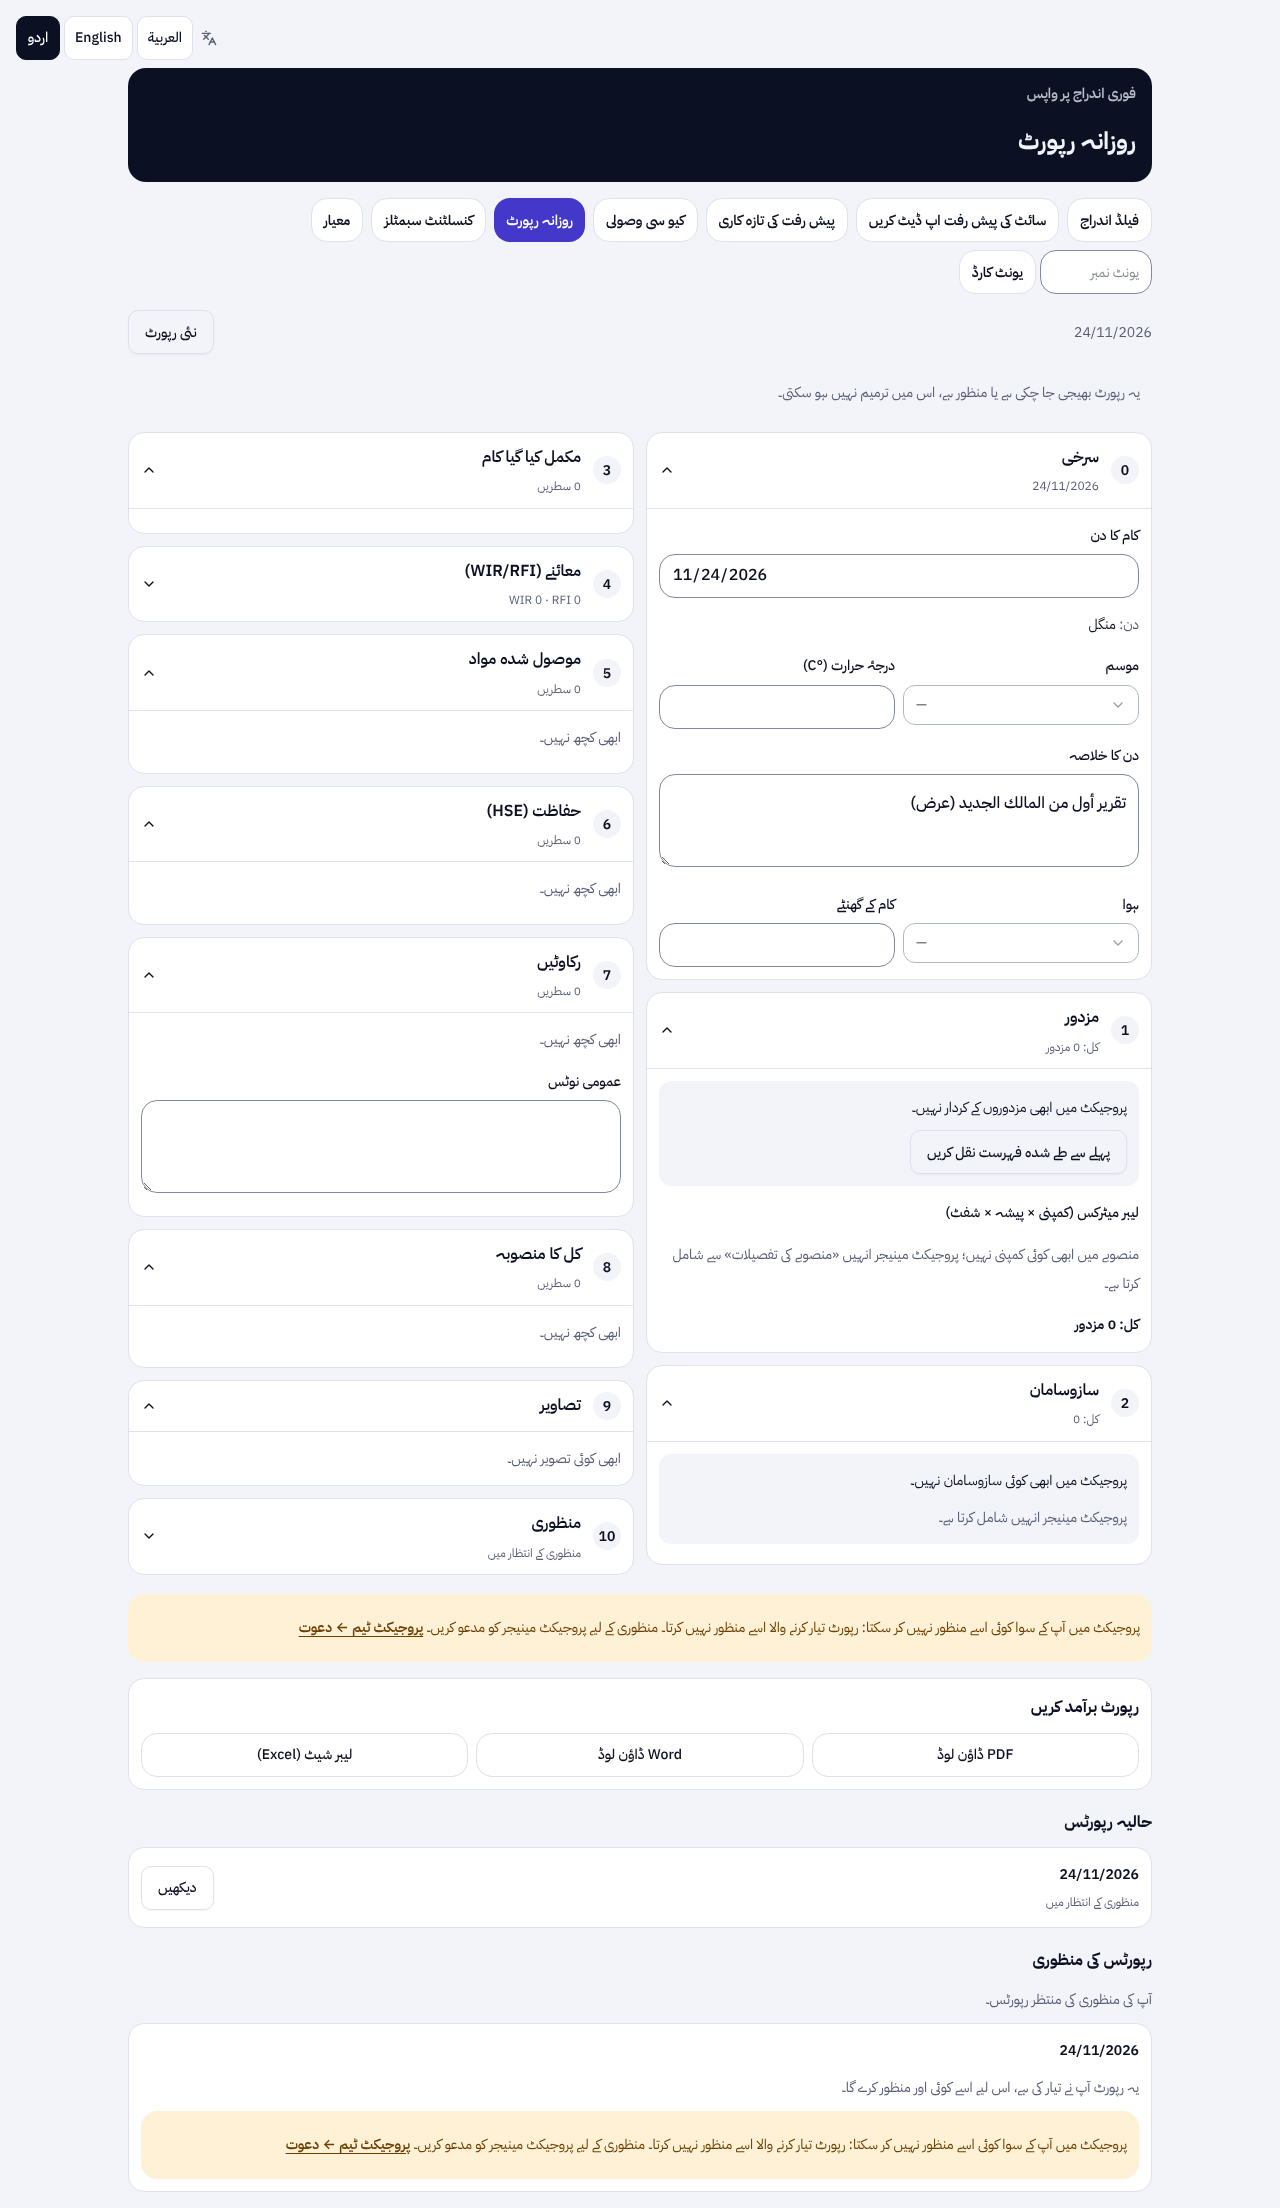 العربية
English
اردو
فوری اندراج پر واپس
روزانہ رپورٹ
فیلڈ اندراج
سائٹ کی پیش رفت اپ ڈیٹ کریں
پیش رفت کی تازہ کاری
کیو سی وصولی
روزانہ رپورٹ
کنسلٹنٹ سبمٹلز
معیار
یونٹ نمبر
یونٹ کارڈ
24/11/2026
نئی رپورٹ
یہ رپورٹ بھیجی جا چکی ہے یا منظور ہے، اس میں ترمیم نہیں ہو سکتی۔
0
سرخی
24/11/2026
کام کا دن
11/24/2026
دن: منگل
موسم
—
درجۂ حرارت (°C)
دن کا خلاصہ
تقرير أول من المالك الجديد (عرض)
ہوا
—
کام کے گھنٹے
1
مزدور
کل: 0 مزدور
پروجیکٹ میں ابھی مزدوروں کے کردار نہیں۔
پہلے سے طے شدہ فہرست نقل کریں
لیبر میٹرکس (کمپنی × پیشہ × شفٹ)
منصوبے میں ابھی کوئی کمپنی نہیں؛ پروجیکٹ مینیجر انہیں «منصوبے کی تفصیلات» سے شامل
کرتا ہے۔
کل: 0 مزدور
2
سازوسامان
کل: 0
پروجیکٹ میں ابھی کوئی سازوسامان نہیں۔
پروجیکٹ مینیجر انہیں شامل کرتا ہے۔
3
مکمل کیا گیا کام
0 سطریں
4
معائنے (WIR/RFI)
WIR 0 · RFI 0
5
موصول شدہ مواد
0 سطریں
ابھی کچھ نہیں۔
6
حفاظت (HSE)
0 سطریں
ابھی کچھ نہیں۔
7
رکاوٹیں
0 سطریں
ابھی کچھ نہیں۔
عمومی نوٹس
8
کل کا منصوبہ
0 سطریں
ابھی کچھ نہیں۔
9
تصاویر
ابھی کوئی تصویر نہیں۔
10
منظوری
منظوری کے انتظار میں
پروجیکٹ میں آپ کے سوا کوئی اسے منظور نہیں کر سکتا: رپورٹ تیار کرنے والا اسے منظور نہیں کرتا۔ منظوری کے لیے پروجیکٹ مینیجر کو مدعو کریں۔ پروجیکٹ ٹیم ← دعوت
رپورٹ برآمد کریں
PDF ڈاؤن لوڈ
Word ڈاؤن لوڈ
لیبر شیٹ (Excel)
حالیہ رپورٹس
24/11/2026
منظوری کے انتظار میں
دیکھیں
رپورٹس کی منظوری
آپ کی منظوری کی منتظر رپورٹس۔
24/11/2026
یہ رپورٹ آپ نے تیار کی ہے، اس لیے اسے کوئی اور منظور کرے گا۔
پروجیکٹ میں آپ کے سوا کوئی اسے منظور نہیں کر سکتا: رپورٹ تیار کرنے والا اسے منظور نہیں کرتا۔ منظوری کے لیے پروجیکٹ مینیجر کو مدعو کریں۔ پروجیکٹ ٹیم ← دعوت